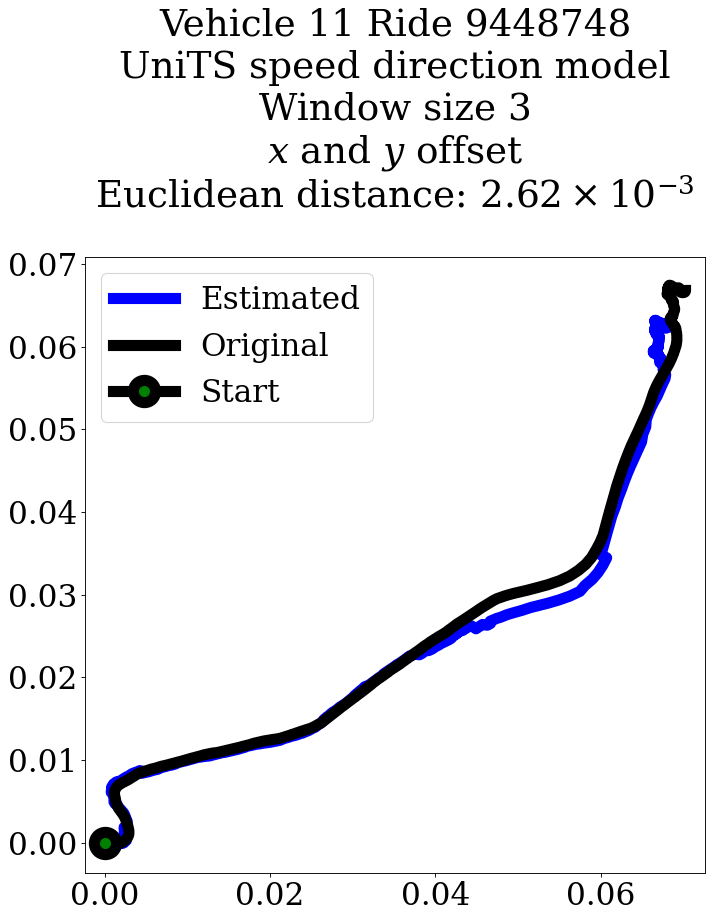 Vehicle 11 Ride 9448748
UniTS speed direction model
Window size 3
x and y offset
Euclidean distance: 2.62 × 10⁻³
0.07
0.06
0.05
0.04
0.03
0.02
0.01
0.00
Estimated
Original
Start
0.00 0.02 0.04 0.06